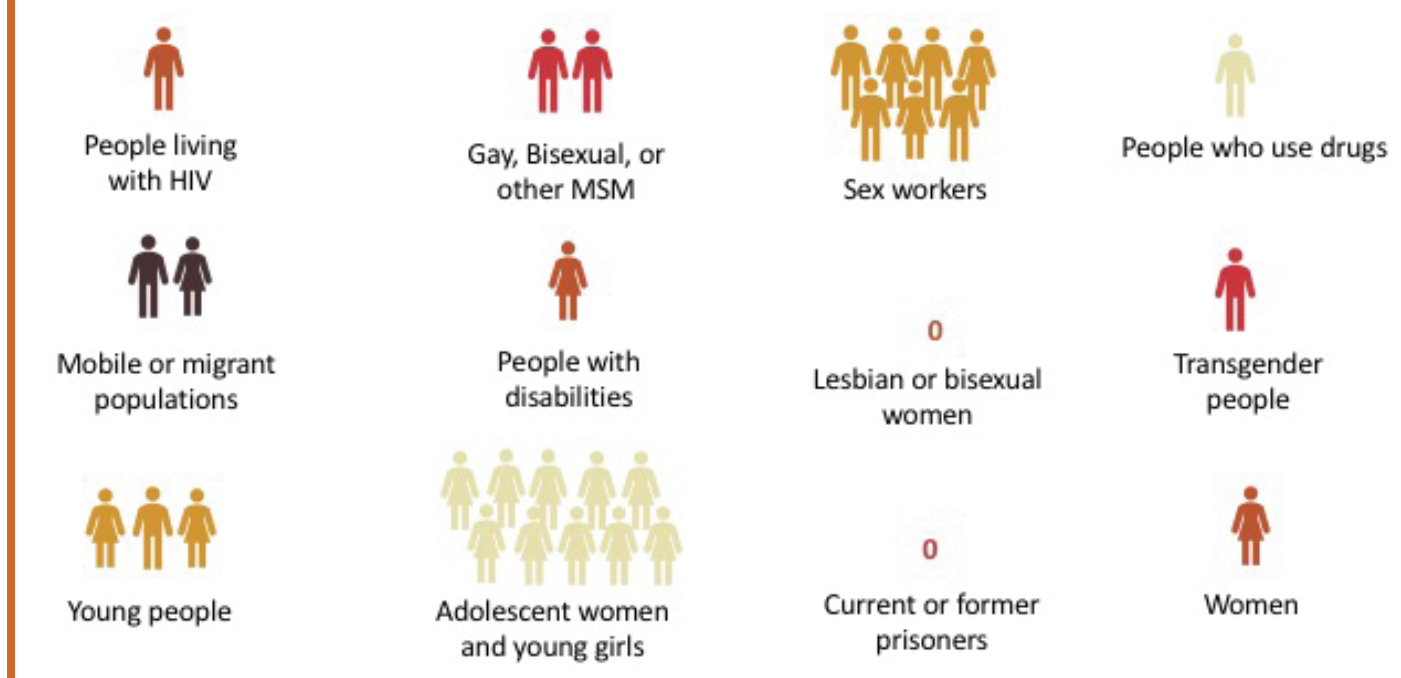 People living
with HIV
Gay, Bisexual, or
other MSM
Sex workers
People who use drugs
Mobile or migrant
populations
People with
disabilities
0
Lesbian or bisexual
women
Transgender
people
Young people
Adolescent women
and young girls
0
Current or former
prisoners
Women